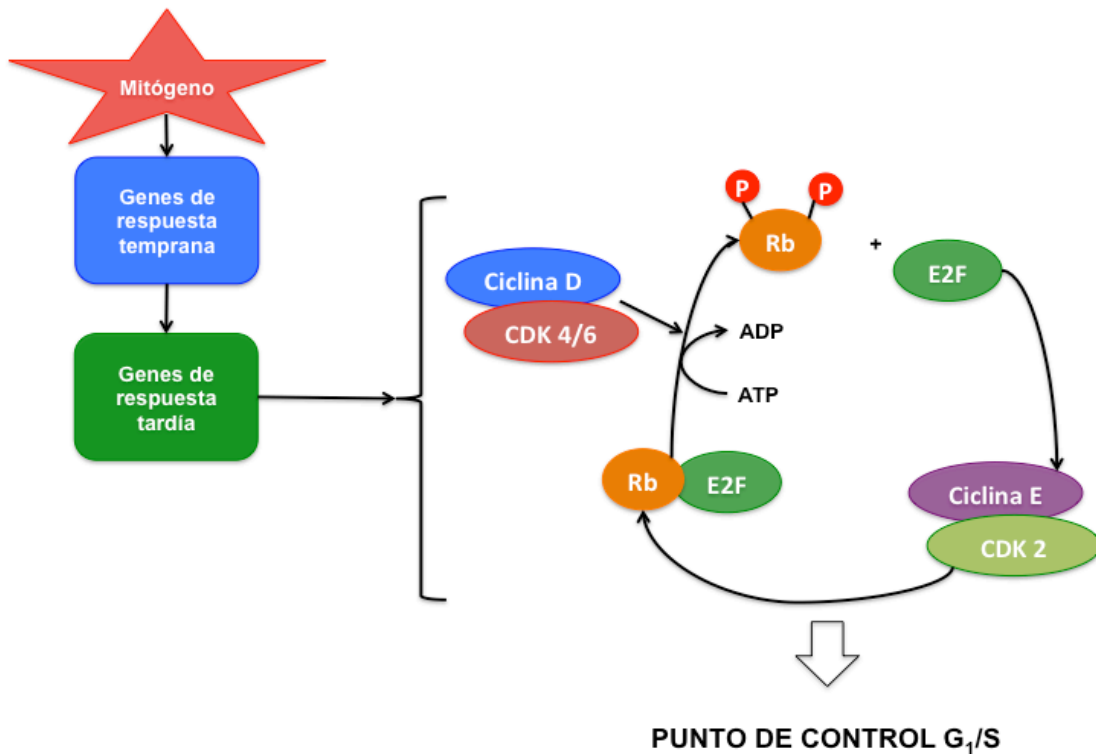 Mitógeno
Genes de
respuesta
temprana
Genes de
respuesta
tardía
Ciclina D
CDK 4/6
P
P
Rb
+
E2F
ADP
ATP
Rb
E2F
Ciclina E
CDK 2
PUNTO DE CONTROL G₁/S